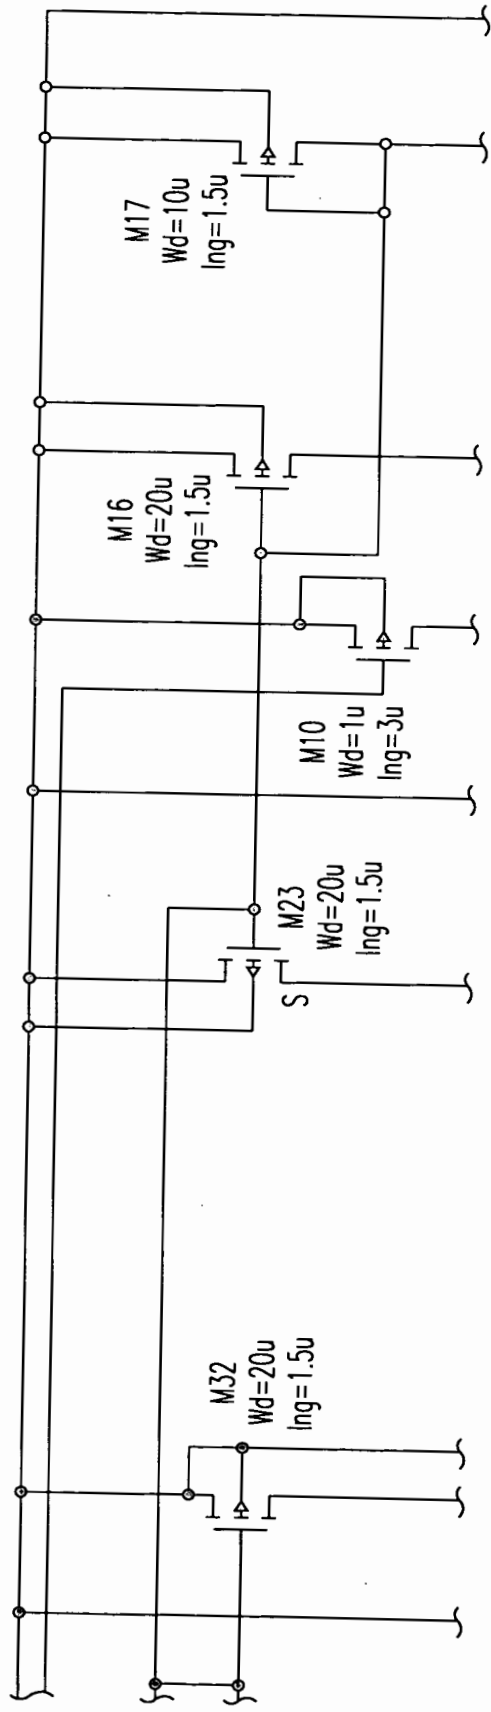 M17
Wd=10u
lng=1.5u
M16
Wd=20u
lng=1.5u
M10
Wd=1u
lng=3u
M23
Wd=20u
lng=1.5u
S
M32
Wd=20u
lng=1.5u